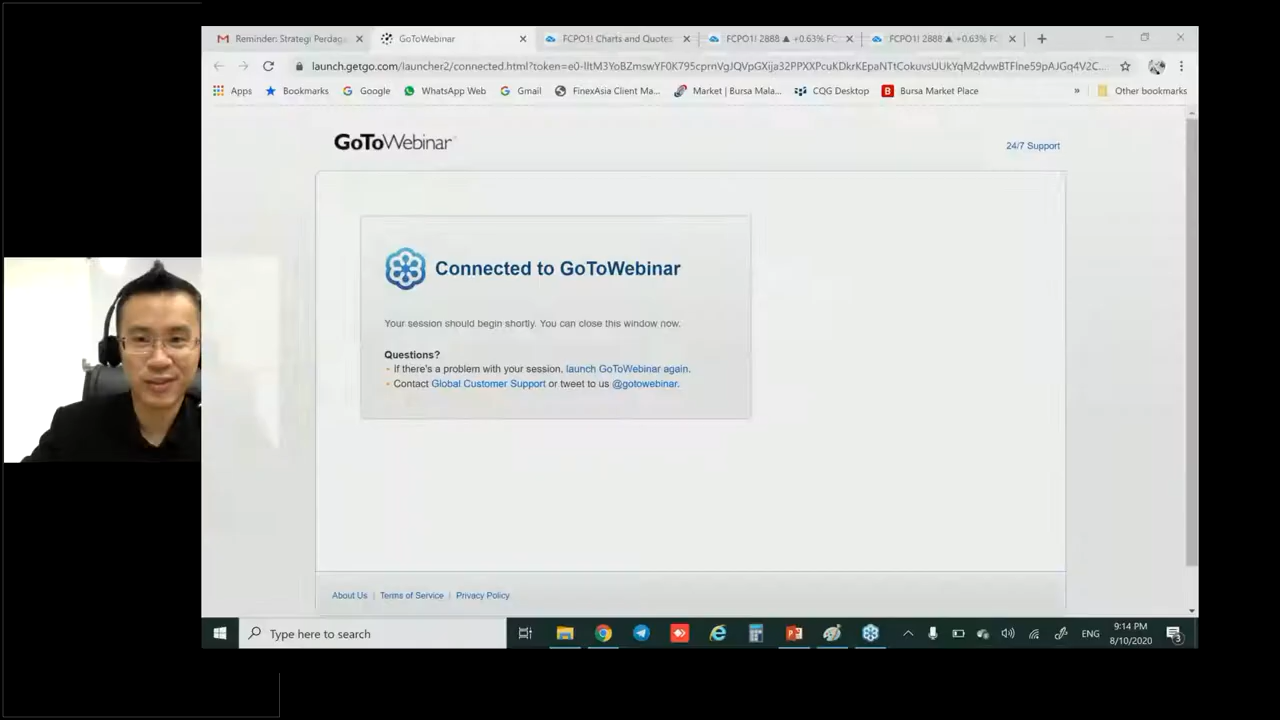 Reminder: Strategi Perdag
GoToWebinar
FCPO1! Charts and Quotes
FCPO1! 2888 ▲ +0.63% FC
FCPO1! 2888 ▲ +0.63% FC
Apps
Bookmarks
Google
WhatsApp Web
Gmail
FinexAsia Client Ma...
Market | Bursa Mala...
CQG Desktop
Bursa Market Place
»
Other bookmarks
GoToWebinar
24/7 Support
Connected to GoToWebinar
Your session should begin shortly. You can close this window now.
Questions?
• If there's a problem with your session, launch GoToWebinar again.
• Contact Global Customer Support or tweet to us @gotowebinar.
About Us | Terms of Service | Privacy Policy
Type here to search
ENG
9:14 PM
8/10/2020
3